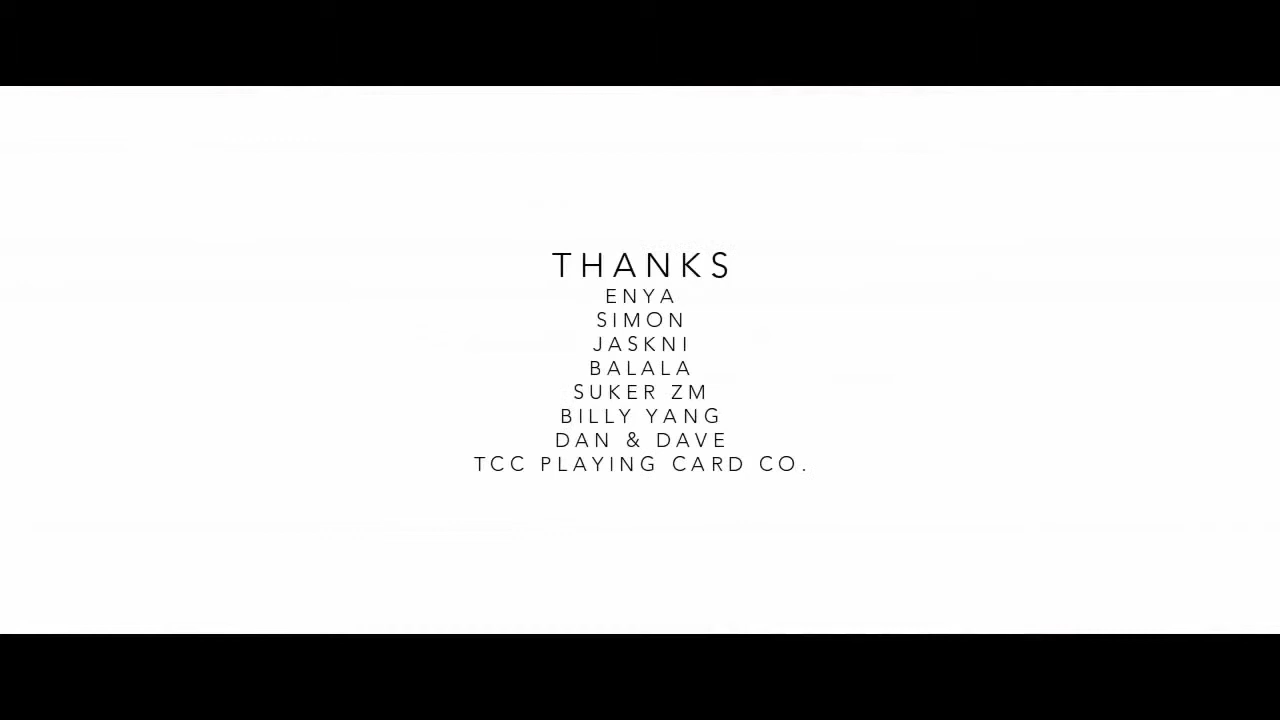 THANKS
ENYA
SIMON
JASKNI
BALALA
SUKER ZM
BILLY YANG
DAN & DAVE
TCC PLAYING CARD CO.